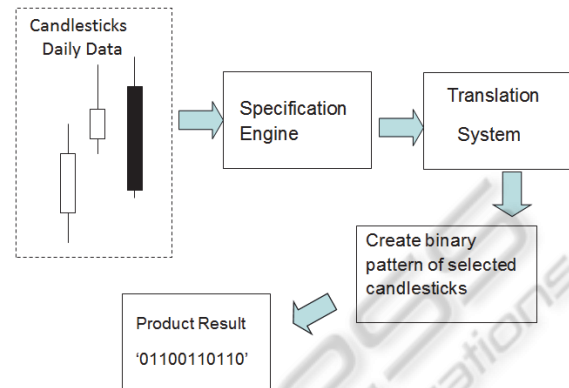 Candlesticks
Daily Data
Specification
Engine
Translation
System
Create binary
pattern of selected
candlesticks
Product Result
‘01100110110’